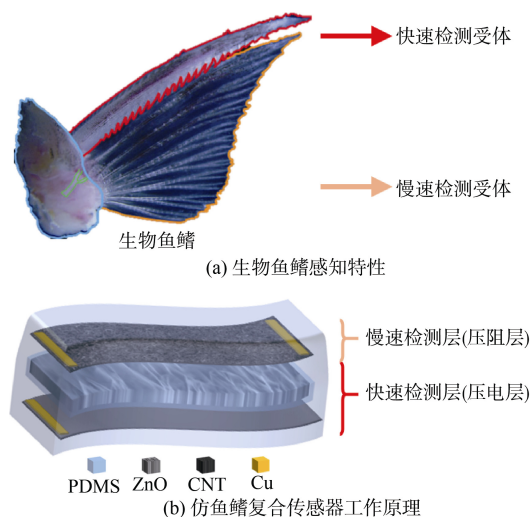 快速检测受体
慢速检测受体
生物鱼鳍
(a) 生物鱼鳍感知特性
慢速检测层(压阻层)
快速检测层(压电层)
PDMS ZnO CNT Cu
(b) 仿鱼鳍复合传感器工作原理